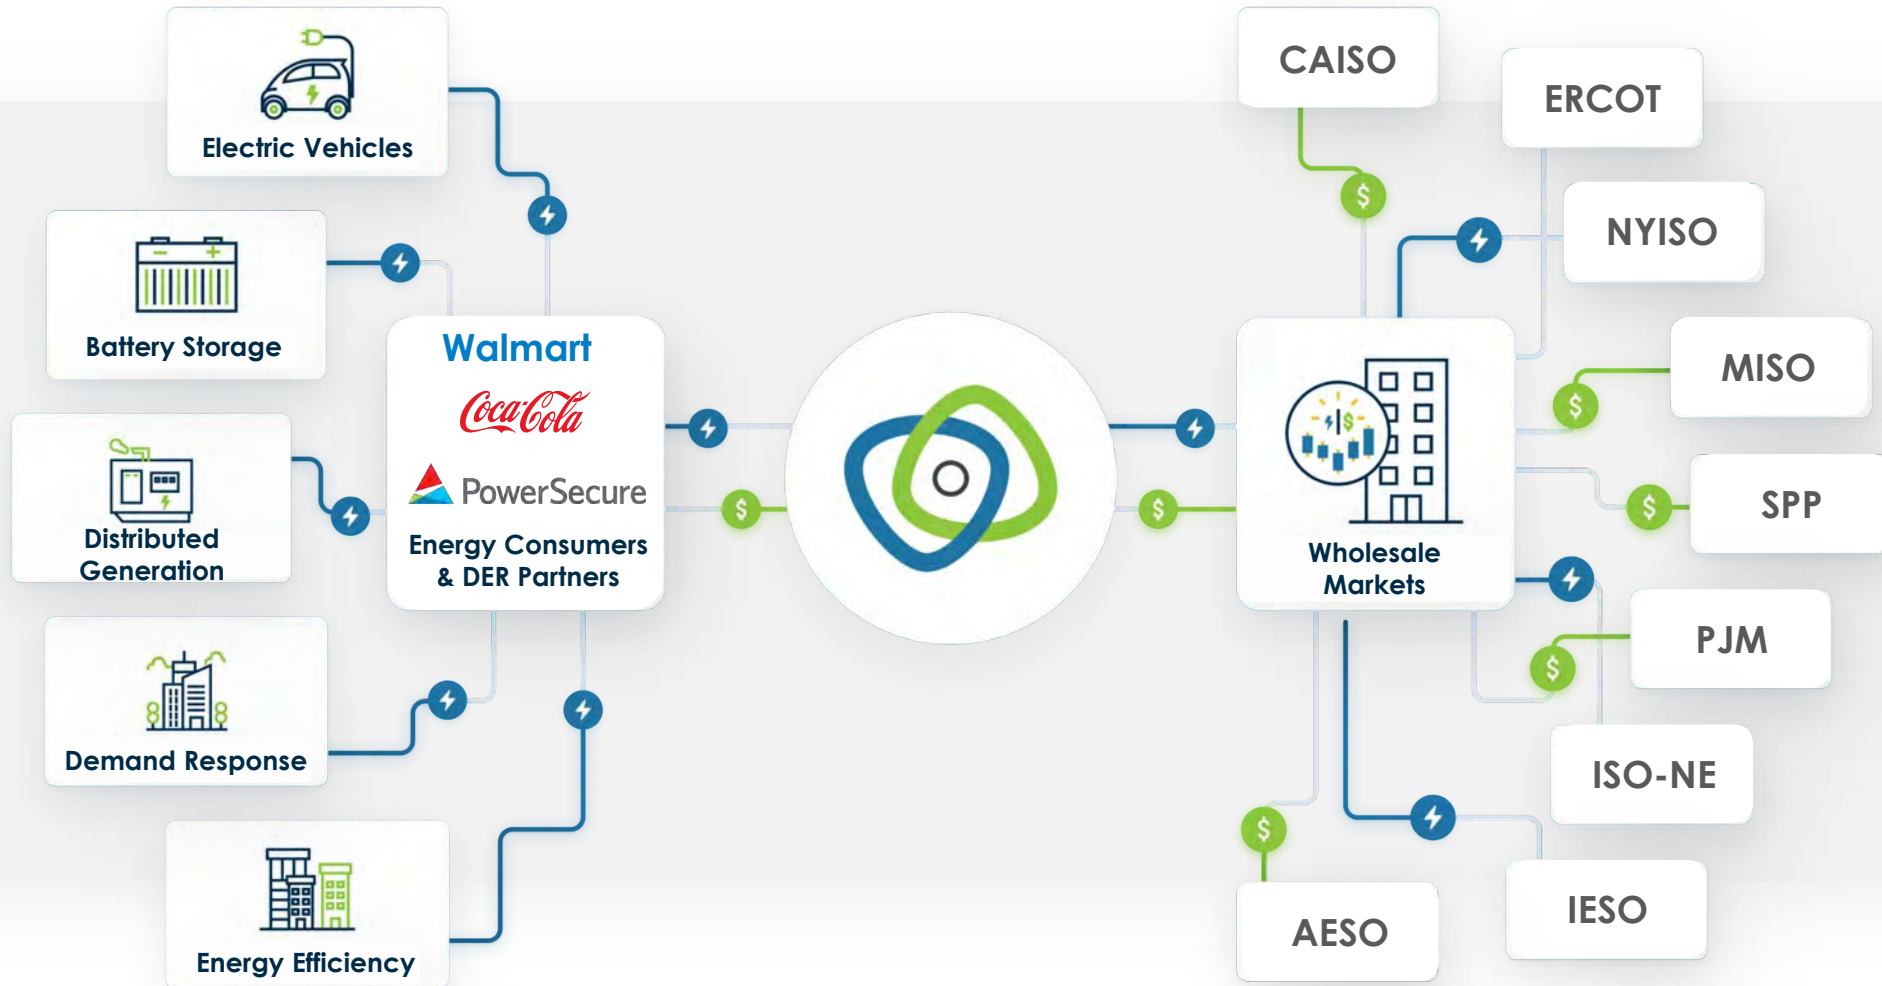 Electric Vehicles
Battery Storage
Distributed
Generation
Demand Response
Energy Efficiency
Walmart
Coca-Cola
PowerSecure
Energy Consumers
& DER Partners
Wholesale
Markets
CAISO
ERCOT
NYISO
MISO
SPP
PJM
ISO-NE
IESO
AESO